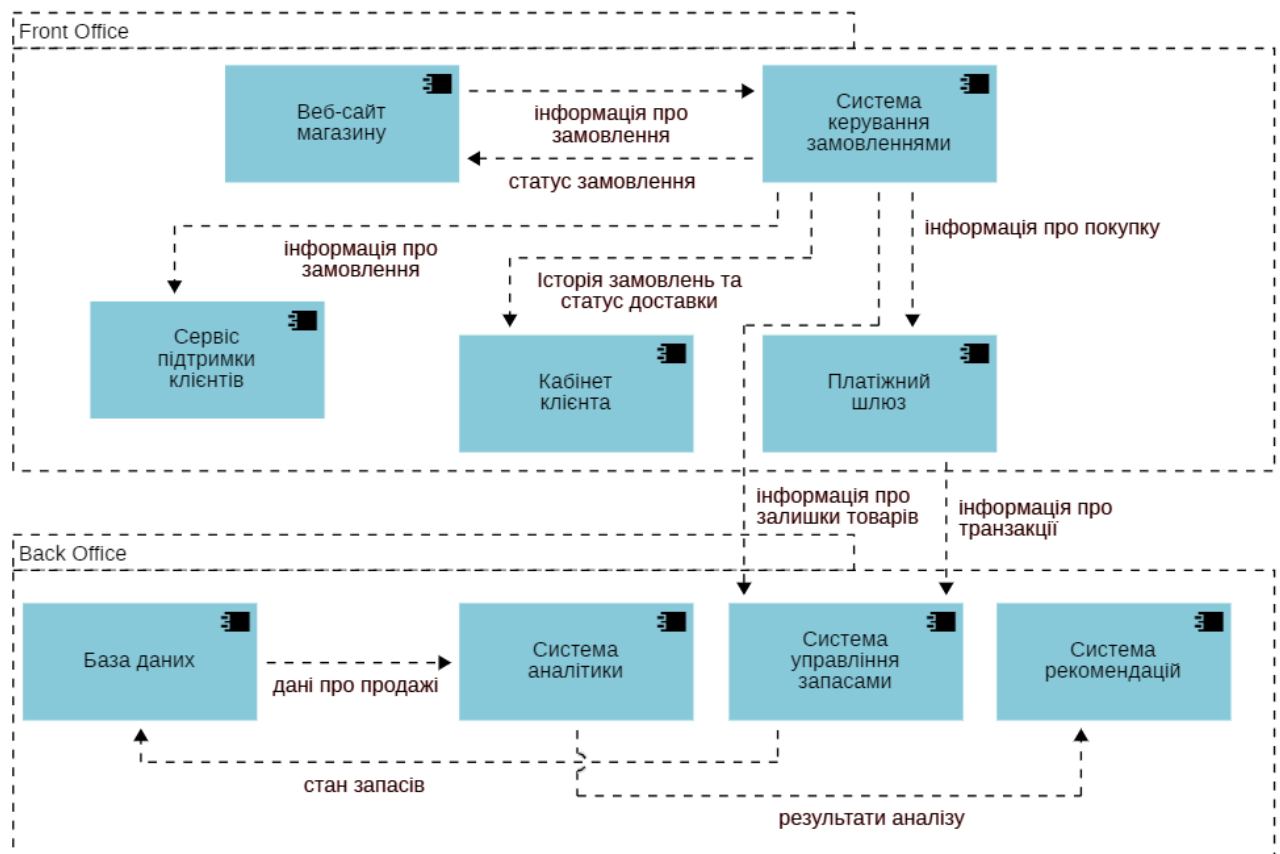 Front Office
Веб-сайт
магазину
інформація про
замовлення
статус замовлення
Система
керування
замовленнями
інформація про
замовлення
Історія замовлень та
статус доставки
інформація про покупку
Сервіс
підтримки
клієнтів
Кабінет
клієнта
Платіжний
шлюз
інформація про
залишки товарів
інформація про
транзакції
Back Office
База даних
дані про продажі
Система
аналітики
Система
управління
запасами
Система
рекомендацій
стан запасів
результати аналізу